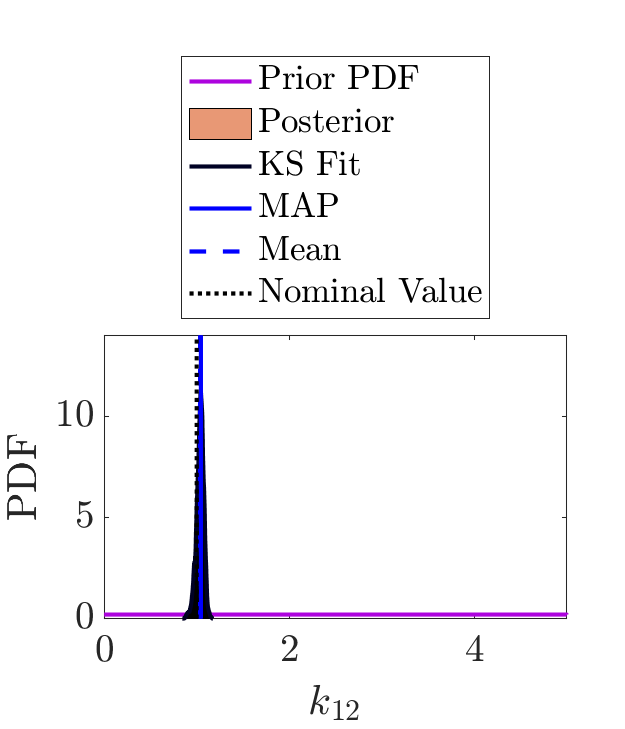 Prior PDF
Posterior
KS Fit
MAP
Mean
Nominal Value
10
5
0
PDF
0 2 4
k12